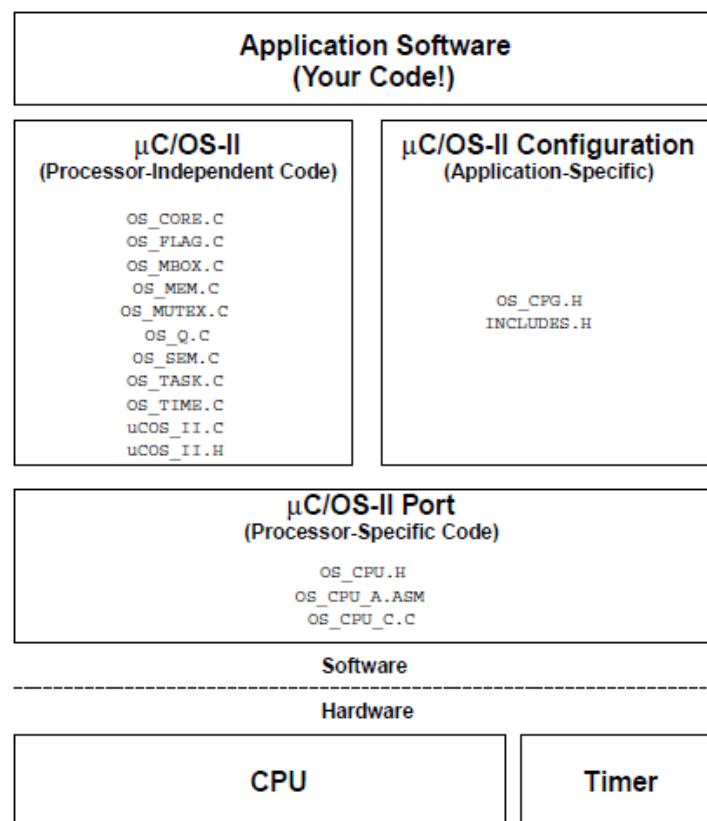 Application Software
(Your Code!)
µC/OS-II
(Processor-Independent Code)
OS_CORE.C
OS_FLAG.C
OS_MBOX.C
OS_MEM.C
OS_MUTEX.C
OS_Q.C
OS_SEM.C
OS_TASK.C
OS_TIME.C
uCOS_II.C
uCOS_II.H
µC/OS-II Configuration
(Application-Specific)
OS_CFG.H
INCLUDES.H
µC/OS-II Port
(Processor-Specific Code)
OS_CPU.H
OS_CPU_A.ASM
OS_CPU_C.C
Software
Hardware
CPU
Timer